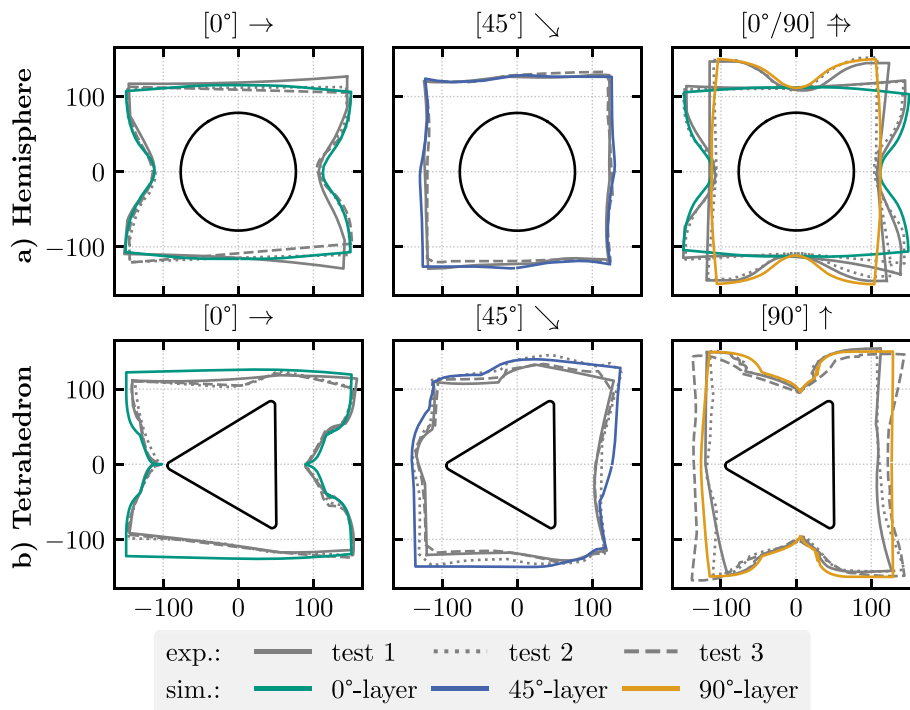 [0°] → [45°] ↘ [0°/90] ⇉↑
a) Hemisphere
100
0
−100
[0°] → [45°] ↘ [90°] ↑
b) Tetrahedron
100
0
−100
−100 0 100 −100 0 100 −100 0 100
exp.: test 1 test 2 test 3
sim.: 0°-layer 45°-layer 90°-layer